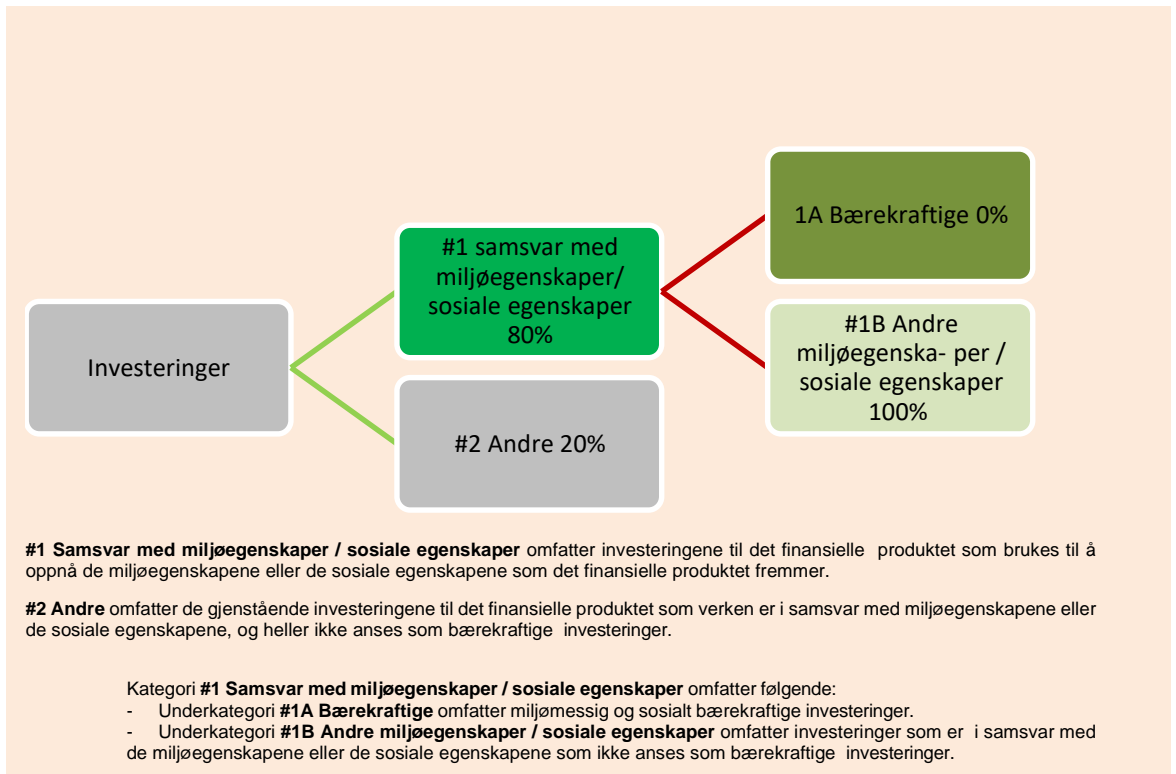 1A Bærekraftige 0%
#1 samsvar med
miljøegenskaper/
sosiale egenskaper
80%
#1B Andre
miljøegenska- per /
sosiale egenskaper
100%
Investeringer
#2 Andre 20%
#1 Samsvar med miljøegenskaper / sosiale egenskaper omfatter investeringene til det finansielle produktet som brukes til å
oppnå de miljøegenskapene eller de sosiale egenskapene som det finansielle produktet fremmer.
#2 Andre omfatter de gjenstående investeringene til det finansielle produktet som verken er i samsvar med miljøegenskapene eller
de sosiale egenskapene, og heller ikke anses som bærekraftige investeringer.
Kategori #1 Samsvar med miljøegenskaper / sosiale egenskaper omfatter følgende:
- Underkategori #1A Bærekraftige omfatter miljømessig og sosialt bærekraftige investeringer.
- Underkategori #1B Andre miljøegenskaper / sosiale egenskaper omfatter investeringer som er i samsvar med
de miljøegenskapene eller de sosiale egenskapene som ikke anses som bærekraftige investeringer.